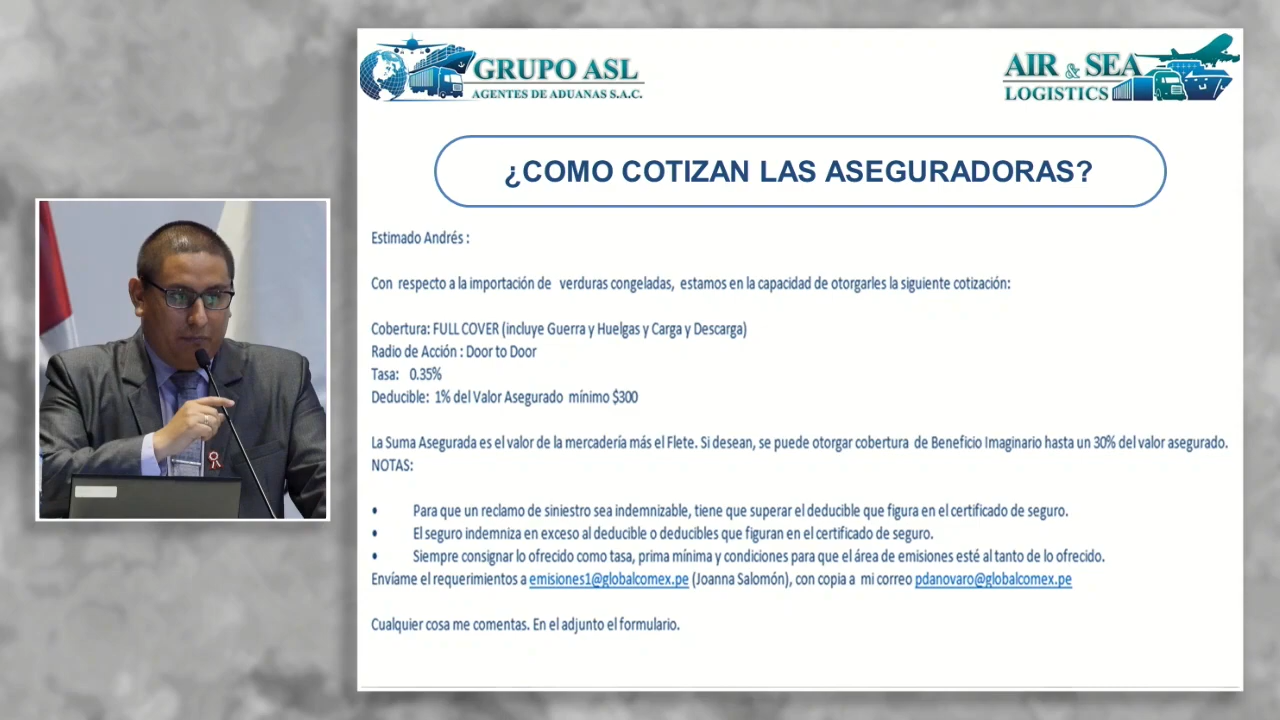 GRUPO ASL
AGENTES DE ADUANAS S.A.C.
AIR & SEA
LOGISTICS
¿COMO COTIZAN LAS ASEGURADORAS?
Estimado Andrés :
Con respecto a la importación de verduras congeladas, estamos en la capacidad de otorgarles la siguiente cotización:
Cobertura: FULL COVER (incluye Guerra y Huelgas y Carga y Descarga)
Radio de Acción : Door to Door
Tasa: 0.35%
Deducible: 1% del Valor Asegurado mínimo $300
La Suma Asegurada es el valor de la mercadería más el Flete. Si desean, se puede otorgar cobertura de Beneficio Imaginario hasta un 30% del valor asegurado.
NOTAS:
• Para que un reclamo de siniestro sea indemnizable, tiene que superar el deducible que figura en el certificado de seguro.
• El seguro indemniza en exceso al deducible o deducibles que figuran en el certificado de seguro.
• Siempre consignar lo ofrecido como tasa, prima mínima y condiciones para que el área de emisiones esté al tanto de lo ofrecido.
Envíame el requerimientos a emisiones1@globalcomex.pe (Joanna Salomón), con copia a mi correo pdanovaro@globalcomex.pe
Cualquier cosa me comentas. En el adjunto el formulario.